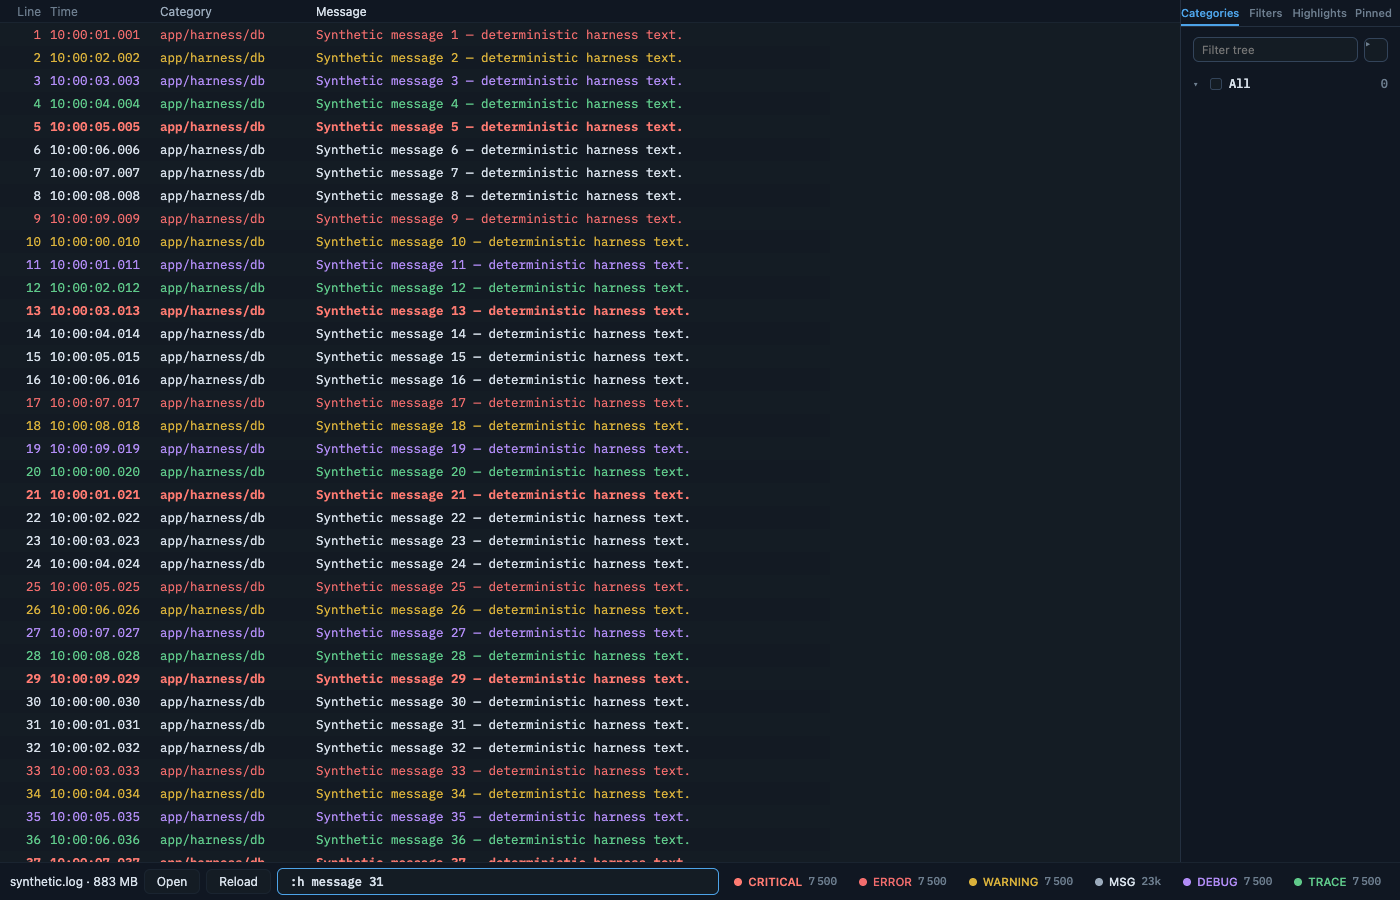 Line Time Category Message
1 10:00:01.001 app/harness/db Synthetic message 1 — deterministic harness text.
2 10:00:02.002 app/harness/db Synthetic message 2 — deterministic harness text.
3 10:00:03.003 app/harness/db Synthetic message 3 — deterministic harness text.
4 10:00:04.004 app/harness/db Synthetic message 4 — deterministic harness text.
5 10:00:05.005 app/harness/db Synthetic message 5 — deterministic harness text.
6 10:00:06.006 app/harness/db Synthetic message 6 — deterministic harness text.
7 10:00:07.007 app/harness/db Synthetic message 7 — deterministic harness text.
8 10:00:08.008 app/harness/db Synthetic message 8 — deterministic harness text.
9 10:00:09.009 app/harness/db Synthetic message 9 — deterministic harness text.
10 10:00:00.010 app/harness/db Synthetic message 10 — deterministic harness text.
11 10:00:01.011 app/harness/db Synthetic message 11 — deterministic harness text.
12 10:00:02.012 app/harness/db Synthetic message 12 — deterministic harness text.
13 10:00:03.013 app/harness/db Synthetic message 13 — deterministic harness text.
14 10:00:04.014 app/harness/db Synthetic message 14 — deterministic harness text.
15 10:00:05.015 app/harness/db Synthetic message 15 — deterministic harness text.
16 10:00:06.016 app/harness/db Synthetic message 16 — deterministic harness text.
17 10:00:07.017 app/harness/db Synthetic message 17 — deterministic harness text.
18 10:00:08.018 app/harness/db Synthetic message 18 — deterministic harness text.
19 10:00:09.019 app/harness/db Synthetic message 19 — deterministic harness text.
20 10:00:00.020 app/harness/db Synthetic message 20 — deterministic harness text.
21 10:00:01.021 app/harness/db Synthetic message 21 — deterministic harness text.
22 10:00:02.022 app/harness/db Synthetic message 22 — deterministic harness text.
23 10:00:03.023 app/harness/db Synthetic message 23 — deterministic harness text.
24 10:00:04.024 app/harness/db Synthetic message 24 — deterministic harness text.
25 10:00:05.025 app/harness/db Synthetic message 25 — deterministic harness text.
26 10:00:06.026 app/harness/db Synthetic message 26 — deterministic harness text.
27 10:00:07.027 app/harness/db Synthetic message 27 — deterministic harness text.
28 10:00:08.028 app/harness/db Synthetic message 28 — deterministic harness text.
29 10:00:09.029 app/harness/db Synthetic message 29 — deterministic harness text.
30 10:00:00.030 app/harness/db Synthetic message 30 — deterministic harness text.
31 10:00:01.031 app/harness/db Synthetic message 31 — deterministic harness text.
32 10:00:02.032 app/harness/db Synthetic message 32 — deterministic harness text.
33 10:00:03.033 app/harness/db Synthetic message 33 — deterministic harness text.
34 10:00:04.034 app/harness/db Synthetic message 34 — deterministic harness text.
35 10:00:05.035 app/harness/db Synthetic message 35 — deterministic harness text.
36 10:00:06.036 app/harness/db Synthetic message 36 — deterministic harness text.
37 10:00:07.037 app/harness/db Synthetic message 37 — deterministic harness text.
Categories Filters Highlights Pinned
Filter tree
All 0
synthetic.log · 883 MB Open Reload :h message 31 CRITICAL 7 500 ERROR 7 500 WARNING 7 500 MSG 23k DEBUG 7 500 TRACE 7 500